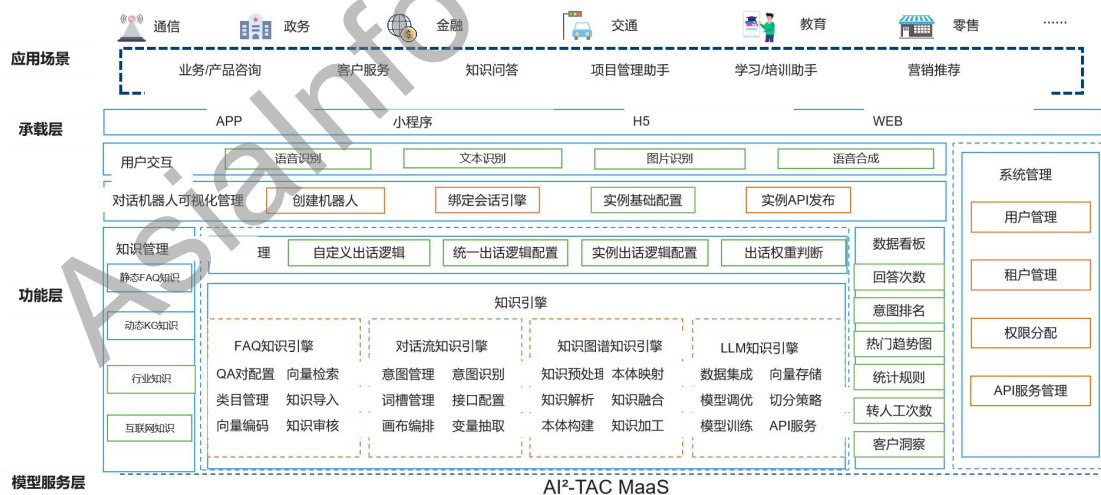 通信 政务 金融 交通 教育 零售 ······
应用场景
业务/产品咨询 客户服务 知识问答 项目管理助手 学习/培训助手 营销推荐
承载层
APP 小程序 H5 WEB
用户交互 语音识别 文本识别 图片识别 语音合成
对话机器人可视化管理 创建机器人 绑定会话引擎 实例基础配置 实例API发布
功能层
知识管理
静态FAQ知识
动态KG知识
行业知识
互联网知识
理 自定义出话逻辑 统一出话逻辑配置 实例出话逻辑配置 出话权重判断
知识引擎
FAQ知识引擎
QA对配置 向量检索
类目管理 知识导入
向量编码 知识审核
对话流知识引擎
意图管理 意图识别
词槽管理 接口配置
画布编排 变量抽取
知识图谱知识引擎
知识预处理 本体映射
知识解析 知识融合
本体构建 知识加工
LLM知识引擎
数据集成 向量存储
模型调优 切分策略
模型训练 API服务
数据看板
回答次数
意图排名
热门趋势图
统计规则
转人工次数
客户洞察
系统管理
用户管理
租户管理
权限分配
API服务管理
模型服务层
AI²-TAC MaaS
AsiaInfo